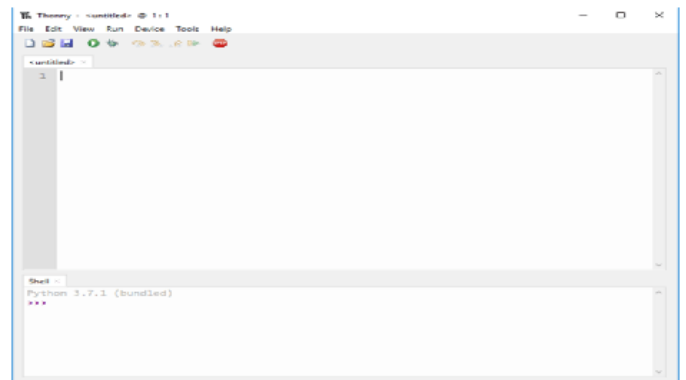 Thonny - <untitled> @ 1:1
File Edit View Run Device Tools Help
<untitled>
1
Shell
Python 3.7.1 (bundled)
>>>